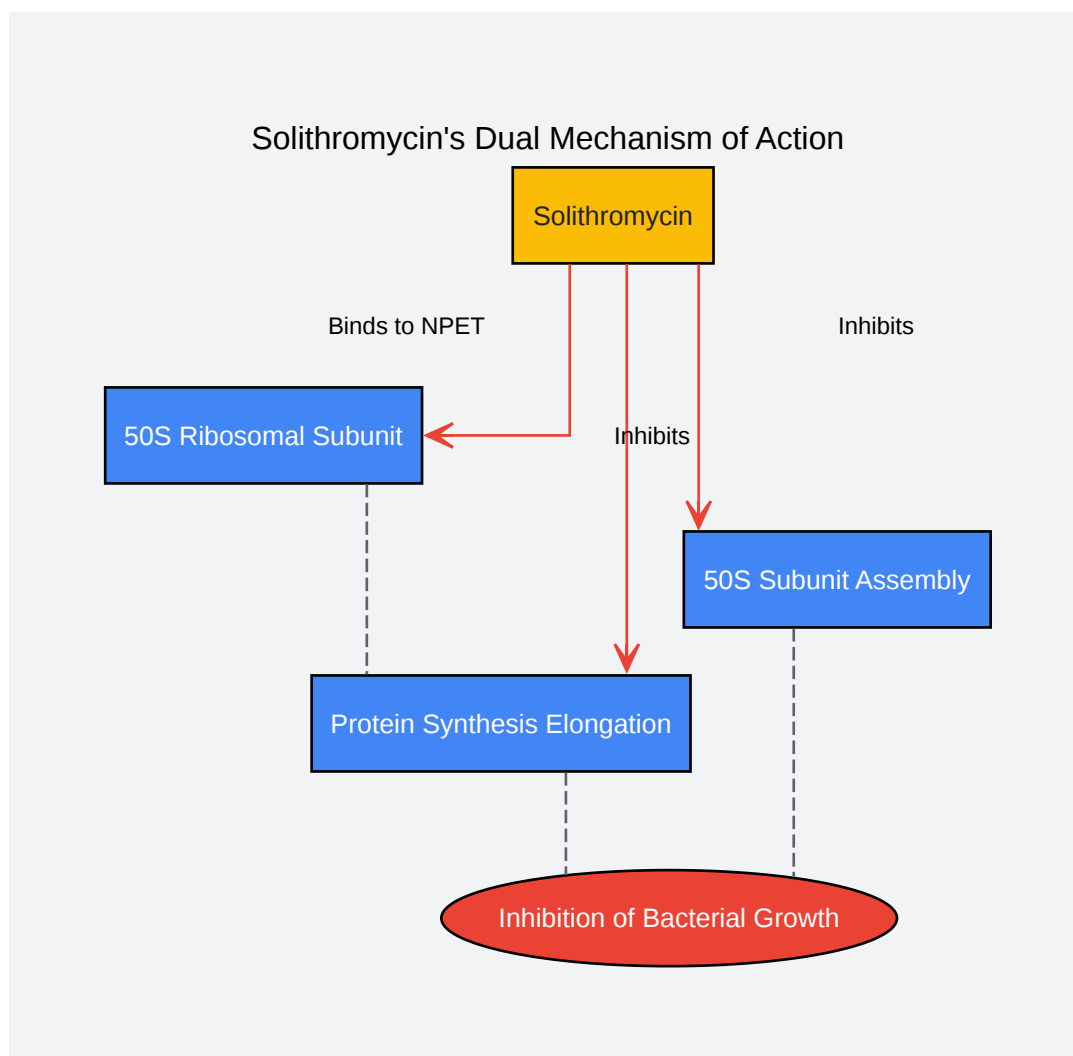 Solithromycin's Dual Mechanism of Action
Solithromycin
Binds to NPET
Inhibits
50S Ribosomal Subunit
Inhibits
50S Subunit Assembly
Protein Synthesis Elongation
Inhibition of Bacterial Growth